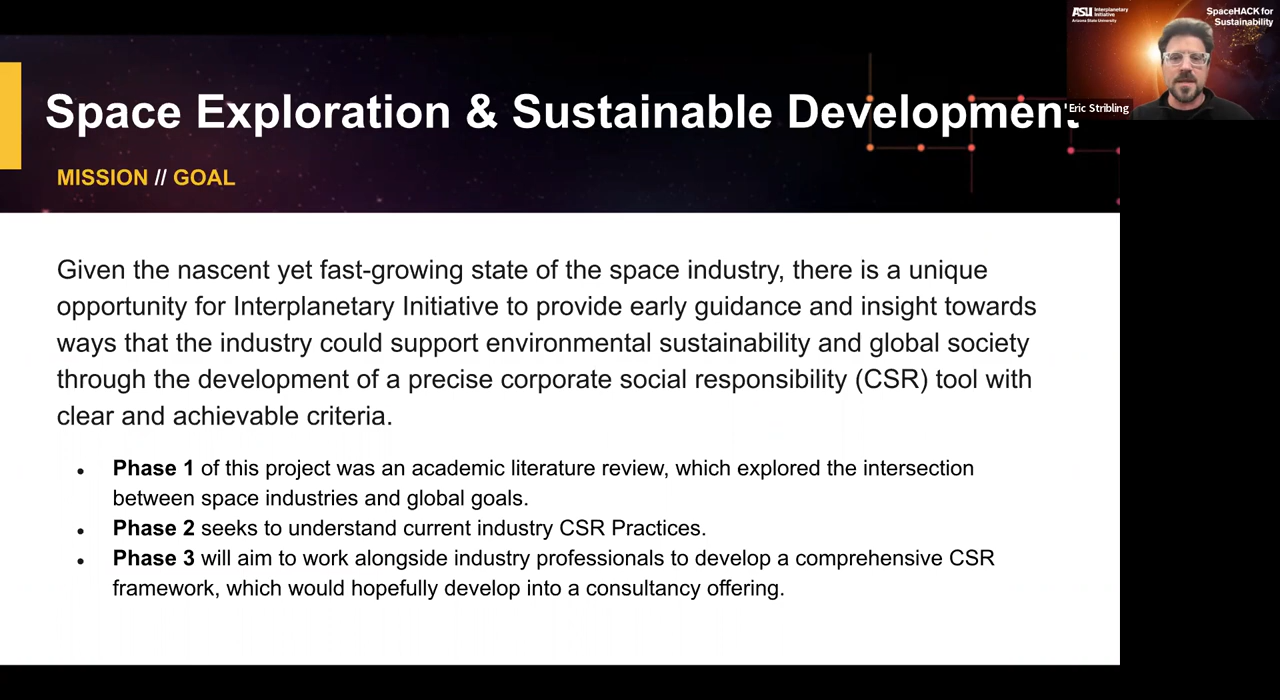 ASU Interplanetary
Initiative
Arizona State University
SpaceHACK for
Sustainability
Eric Stribling
Space Exploration & Sustainable Development
MISSION // GOAL
Given the nascent yet fast-growing state of the space industry, there is a unique
opportunity for Interplanetary Initiative to provide early guidance and insight towards
ways that the industry could support environmental sustainability and global society
through the development of a precise corporate social responsibility (CSR) tool with
clear and achievable criteria.
• Phase 1 of this project was an academic literature review, which explored the intersection
between space industries and global goals.
• Phase 2 seeks to understand current industry CSR Practices.
• Phase 3 will aim to work alongside industry professionals to develop a comprehensive CSR
framework, which would hopefully develop into a consultancy offering.